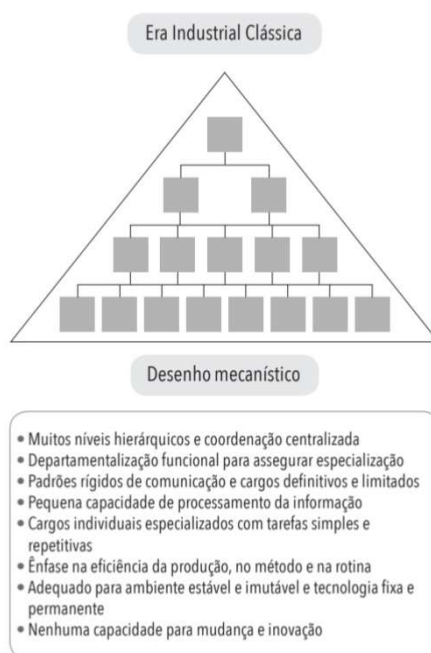 Era Industrial Clássica
Desenho mecanístico
• Muitos níveis hierárquicos e coordenação centralizada
• Departamentalização funcional para assegurar especialização
• Padrões rígidos de comunicação e cargos definitivos e limitados
• Pequena capacidade de processamento da informação
• Cargos individuais especializados com tarefas simples e
repetitivas
• Ênfase na eficiência da produção, no método e na rotina
• Adequado para ambiente estável e imutável e tecnologia fixa e
permanente
• Nenhuma capacidade para mudança e inovação